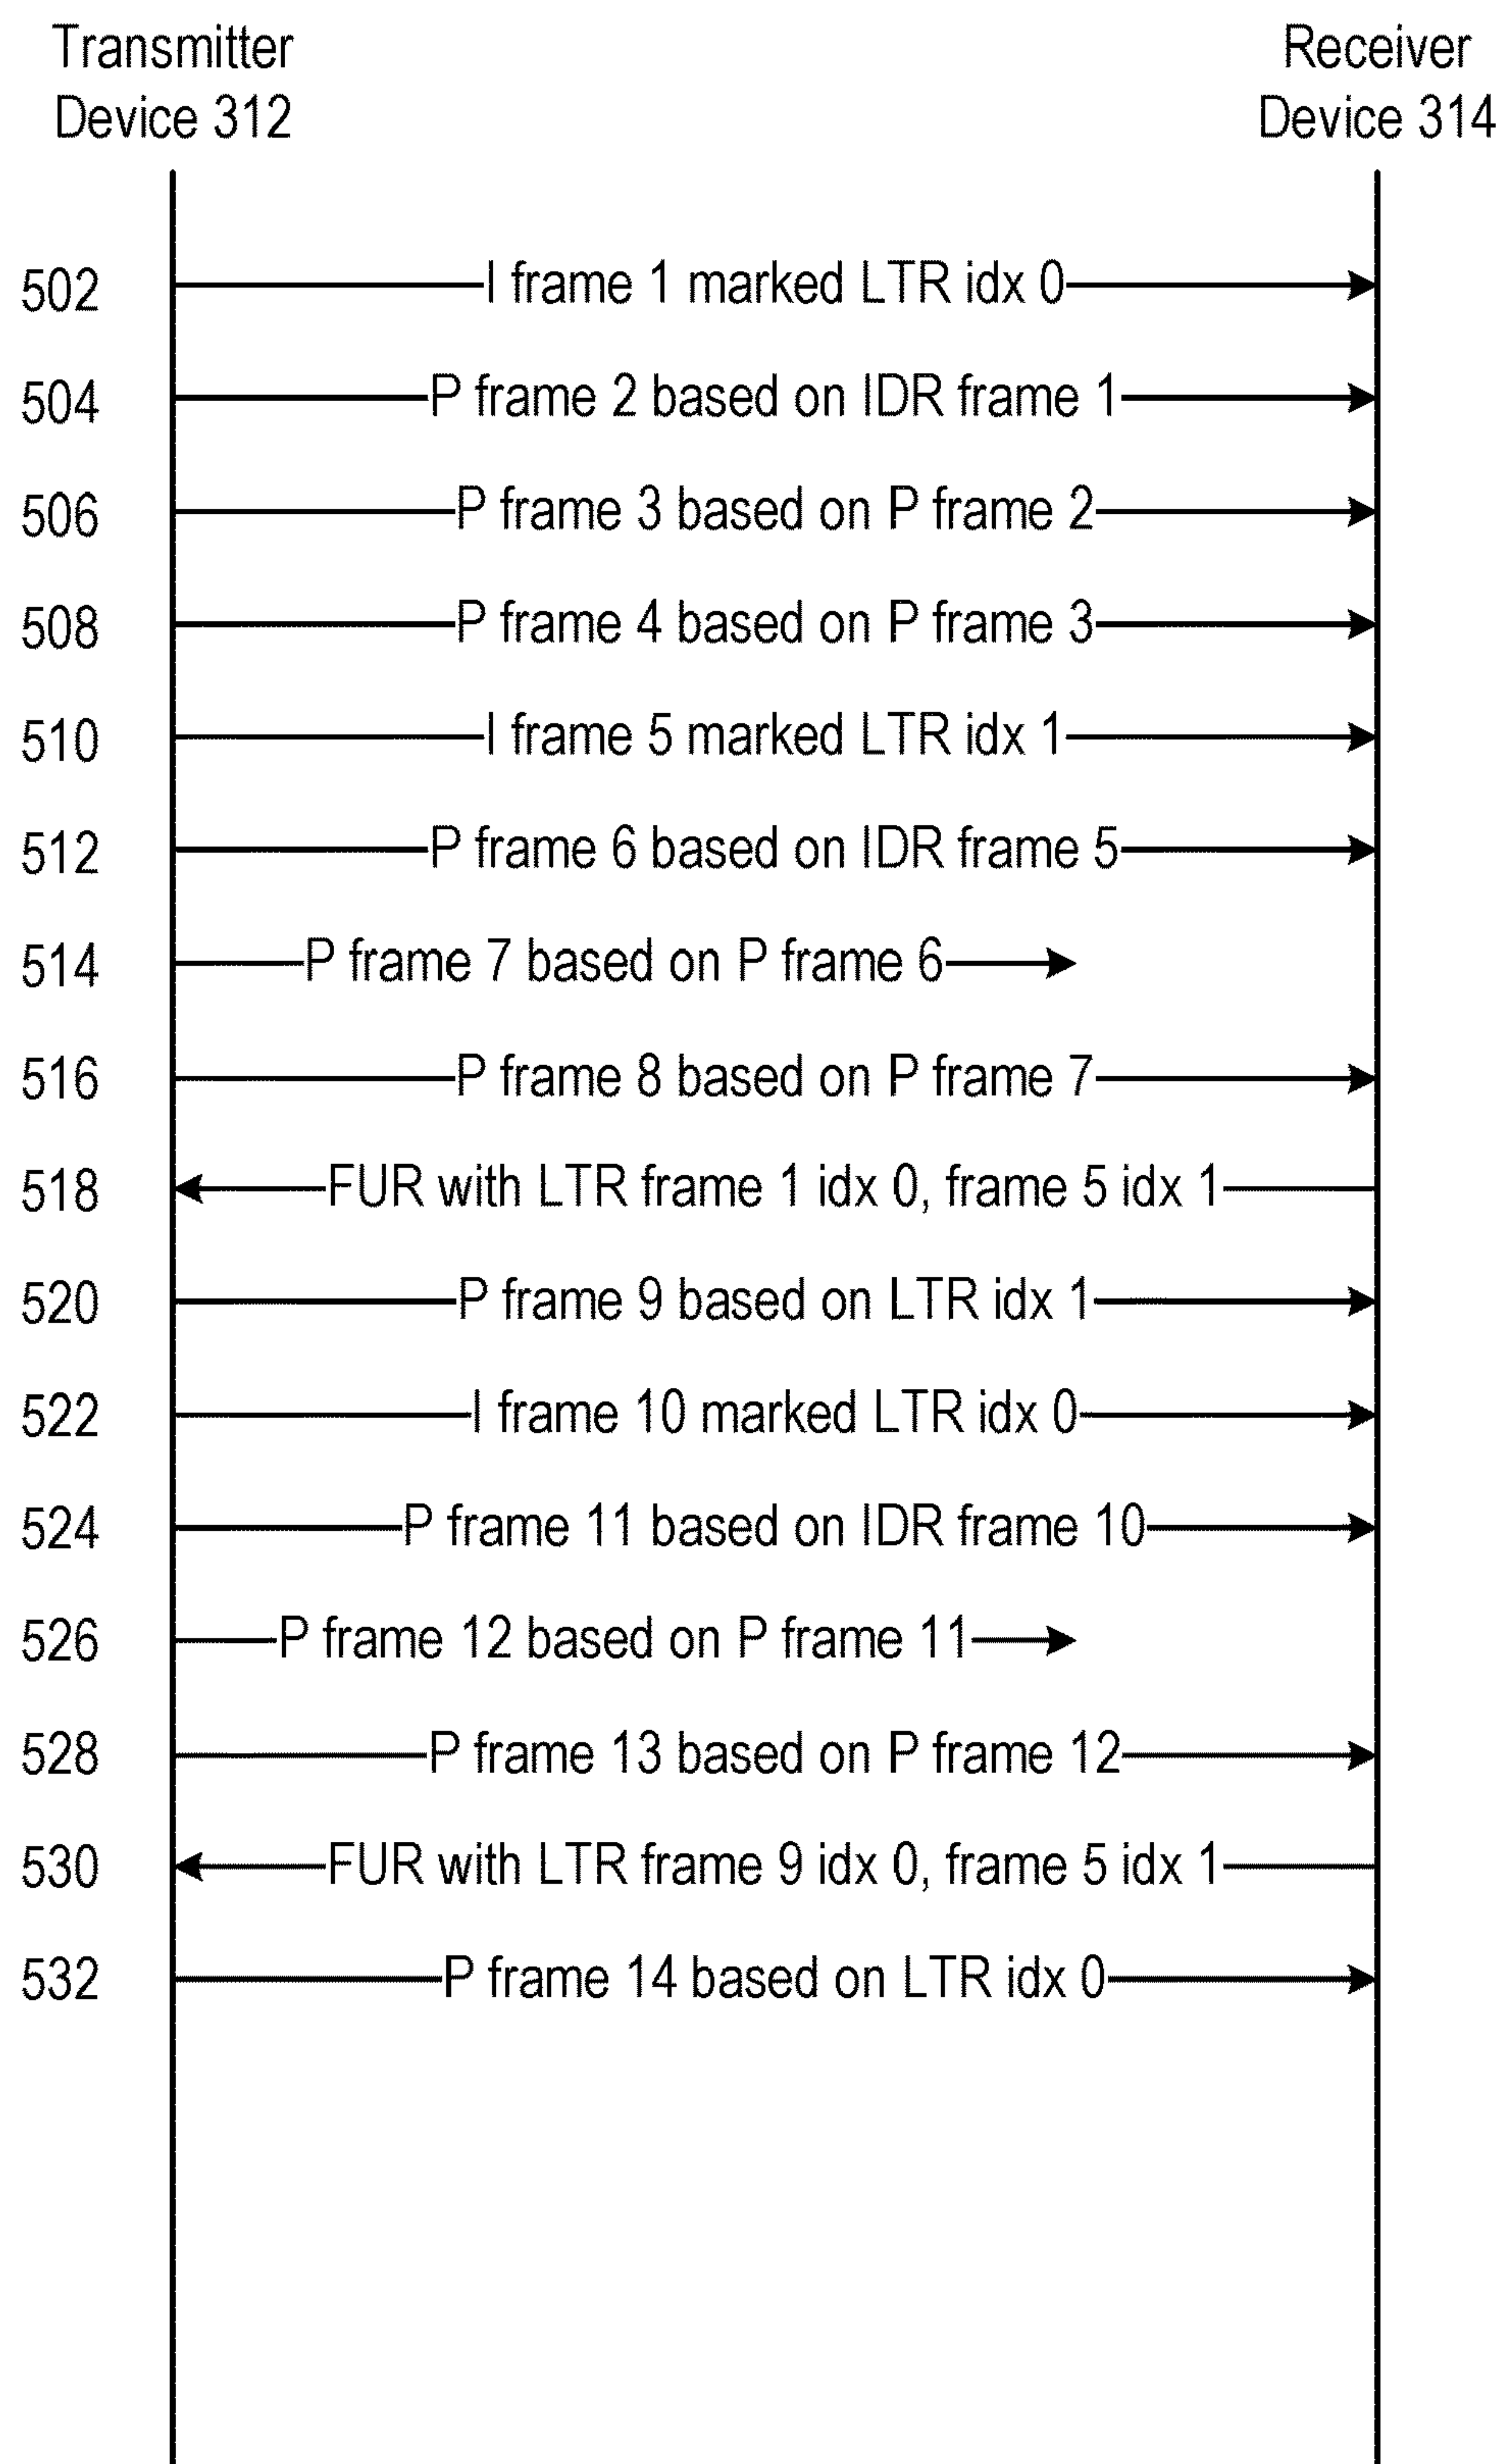 Transmitter
Device 312
Receiver
Device 314
502 I frame 1 marked LTR idx 0
504 P frame 2 based on IDR frame 1
506 P frame 3 based on P frame 2
508 P frame 4 based on P frame 3
510 I frame 5 marked LTR idx 1
512 P frame 6 based on IDR frame 5
514 P frame 7 based on P frame 6
516 P frame 8 based on P frame 7
518 FUR with LTR frame 1 idx 0, frame 5 idx 1
520 P frame 9 based on LTR idx 1
522 I frame 10 marked LTR idx 0
524 P frame 11 based on IDR frame 10
526 P frame 12 based on P frame 11
528 P frame 13 based on P frame 12
530 FUR with LTR frame 9 idx 0, frame 5 idx 1
532 P frame 14 based on LTR idx 0